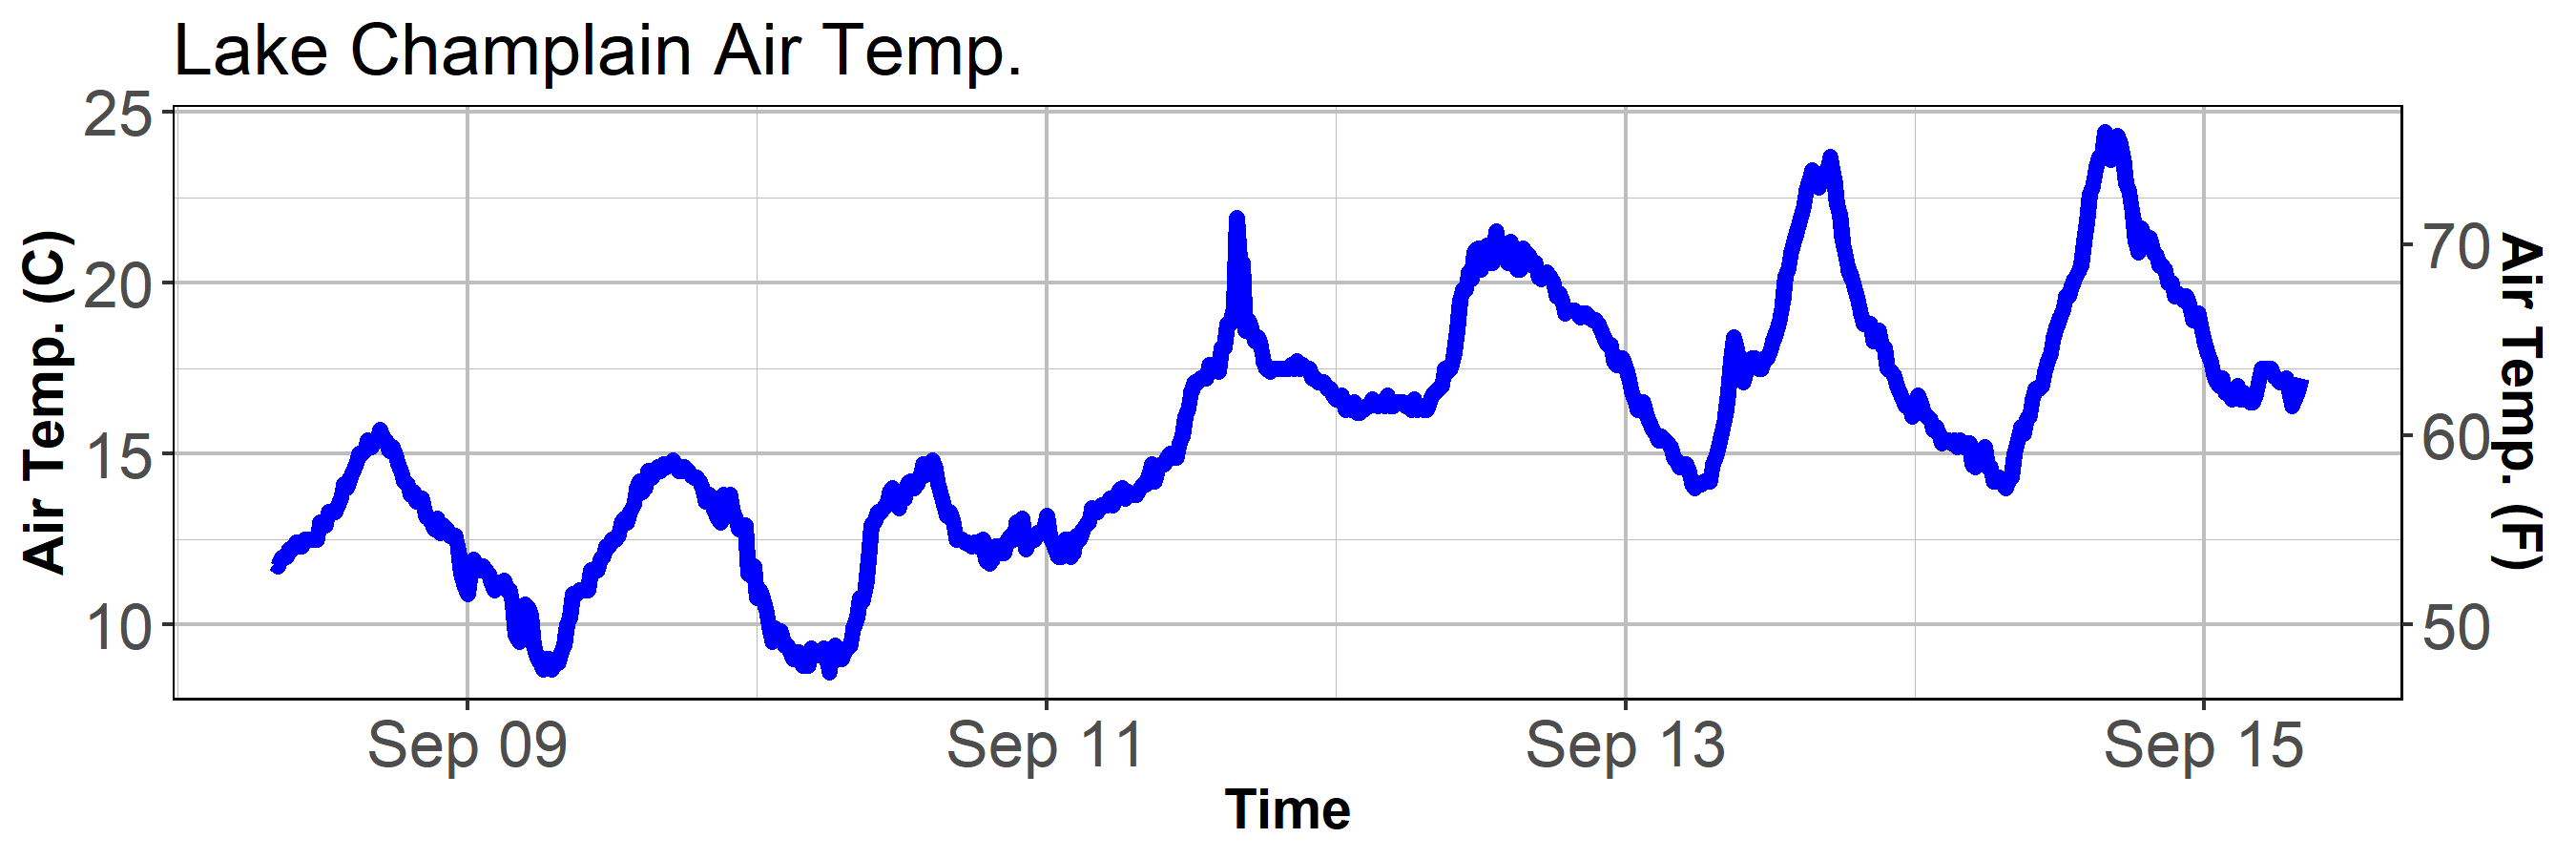 Lake Champlain Air Temp.
25
20
15
10
Air Temp. (C)
70
60
50
Air Temp. (F)
Sep 09 Sep 11 Sep 13 Sep 15
Time